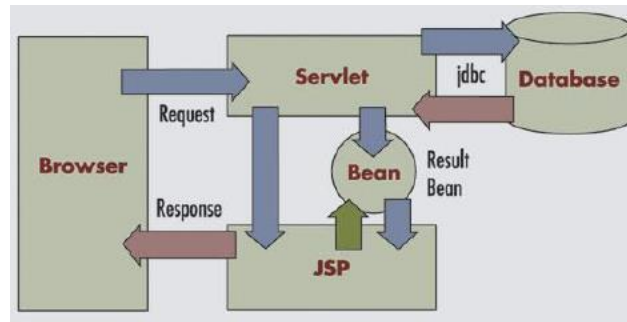 Servlet
jdbc
Database
Request
Browser
Bean
Result
Bean
Response
JSP